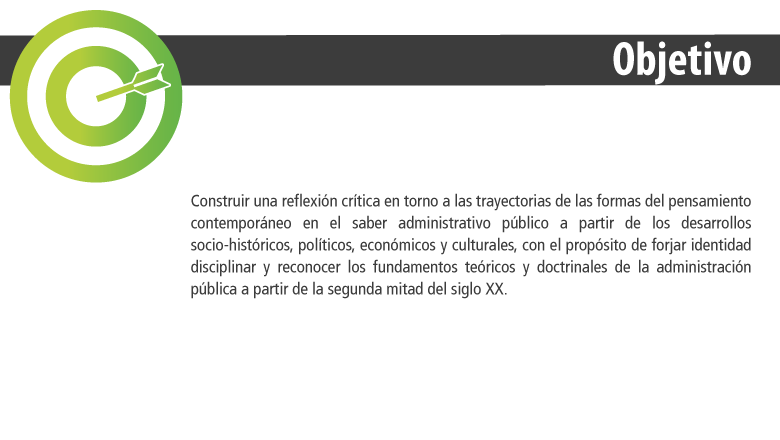 Objetivo
Construir una reflexión crítica en torno a las trayectorias de las formas del pensamiento
contemporáneo en el saber administrativo público a partir de los desarrollos
socio-históricos, políticos, económicos y culturales, con el propósito de forjar identidad
disciplinar y reconocer los fundamentos teóricos y doctrinales de la administración
pública a partir de la segunda mitad del siglo XX.